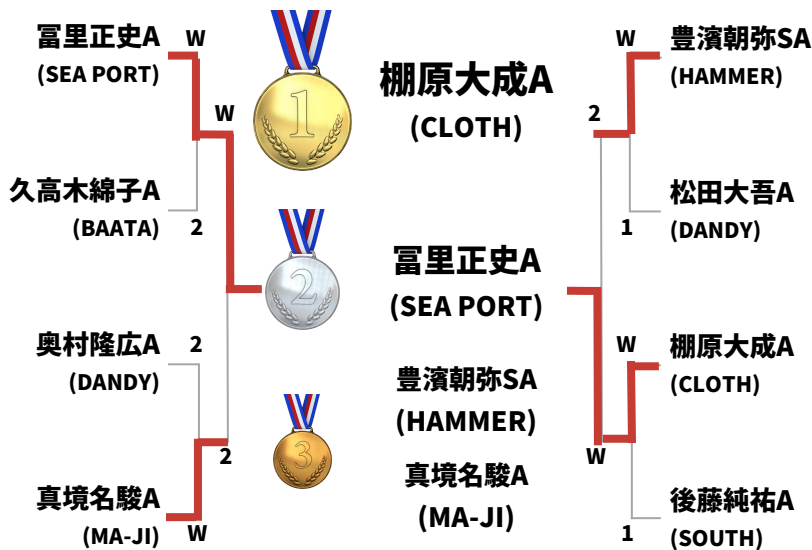 冨里正史A
(SEA PORT)
W
W
久高木綿子A
(BAATA)
2
奥村隆広A
(DANDY)
2
2
真境名駿A
(MA-JI)
W
1
棚原大成A
(CLOTH)
2
冨里正史A
(SEA PORT)
3
豊濱朝弥SA
(HAMMER)
真境名駿A
(MA-JI)
W
豊濱朝弥SA
(HAMMER)
2
松田大吾A
(DANDY)
1
W
棚原大成A
(CLOTH)
W
後藤純祐A
(SOUTH)
1